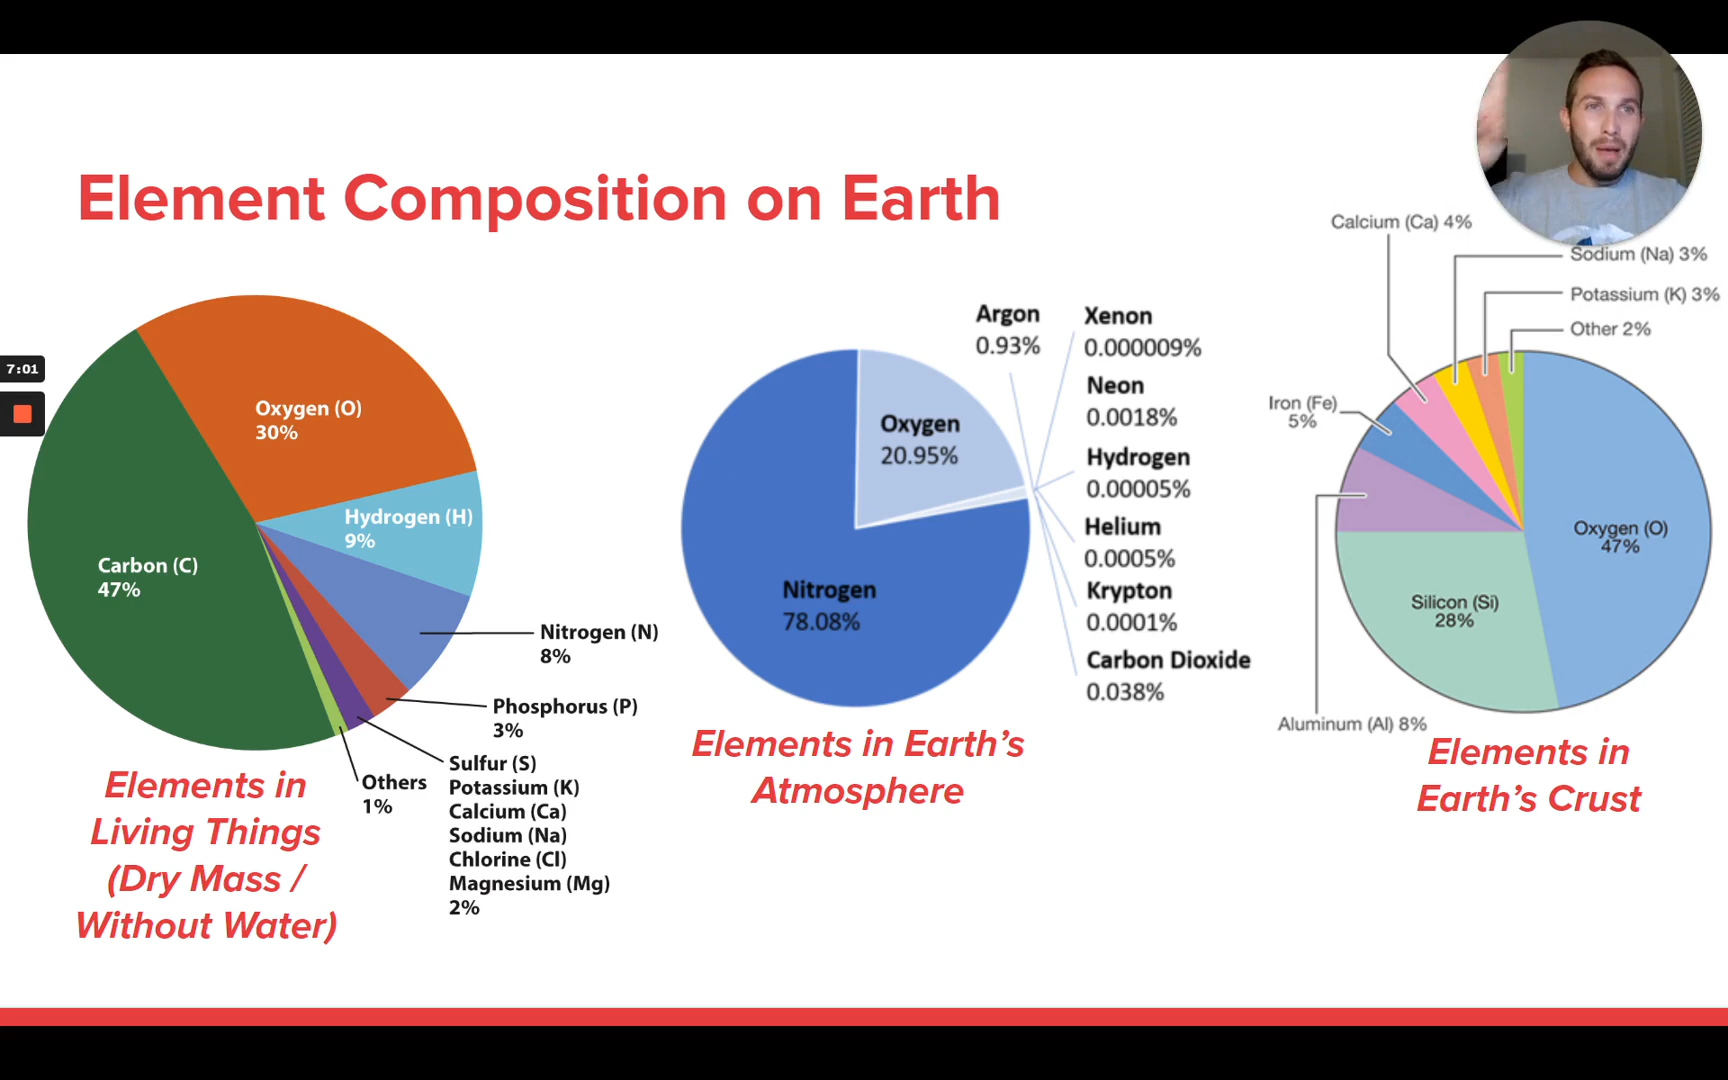 Element Composition on Earth
7:01
Oxygen (O)
30%
Hydrogen (H)
9%
Carbon (C)
47%
Nitrogen (N)
8%
Phosphorus (P)
3%
Sulfur (S)
Potassium (K)
Calcium (Ca)
Sodium (Na)
Chlorine (Cl)
Magnesium (Mg)
2%
Others
1%
Elements in
Living Things
(Dry Mass /
Without Water)
Argon
0.93%
Xenon
0.000009%
Neon
0.0018%
Hydrogen
0.00005%
Helium
0.0005%
Krypton
0.0001%
Carbon Dioxide
0.038%
Oxygen
20.95%
Nitrogen
78.08%
Elements in Earth’s
Atmosphere
Calcium (Ca) 4%
Sodium (Na) 3%
Potassium (K) 3%
Other 2%
Iron (Fe)
5%
Oxygen (O)
47%
Silicon (Si)
28%
Aluminum (Al) 8%
Elements in
Earth’s Crust